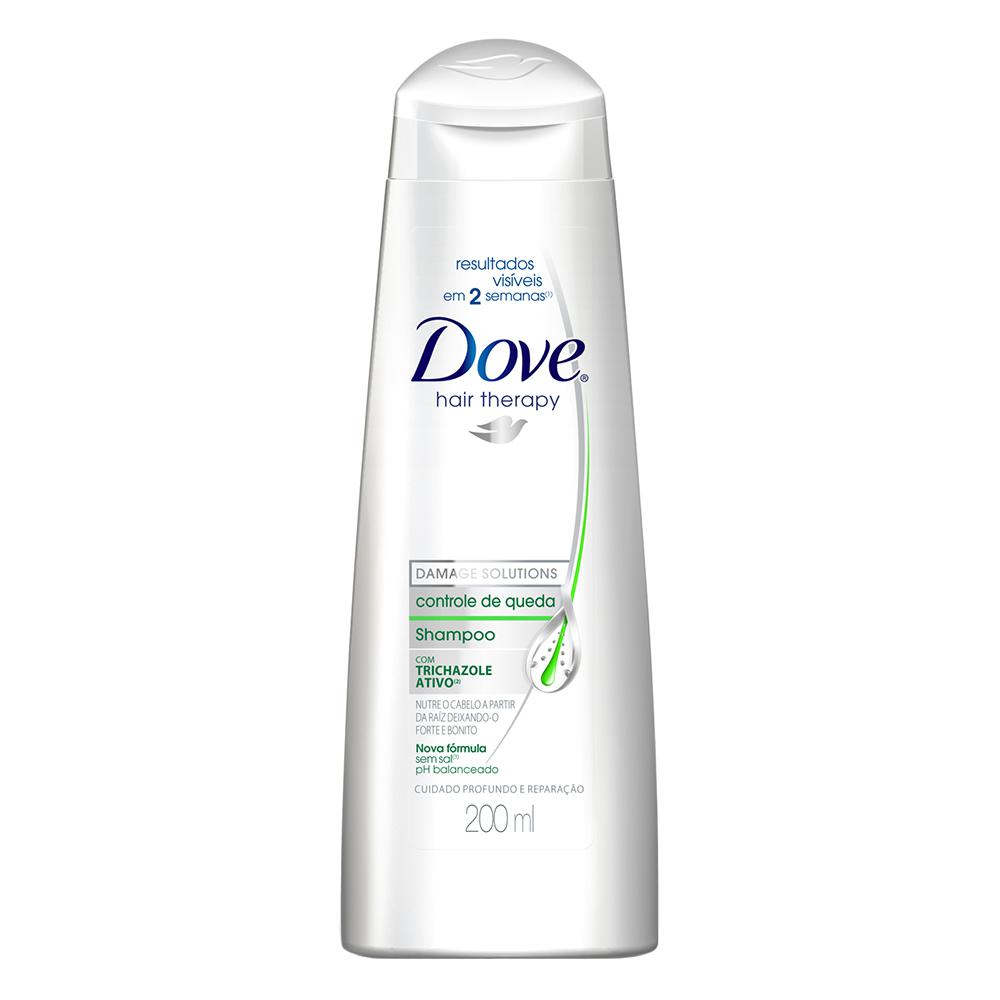 resultados
visíveis
em 2 semanas(1)
Dove®
hair therapy
DAMAGE SOLUTIONS
controle de queda
Shampoo
COM
TRICHAZOLE
ATIVO(2)
NUTRE O CABELO A PARTIR
DA RAÍZ DEIXANDO-O
FORTE E BONITO
Nova fórmula
sem sal(3)
pH balanceado
CUIDADO PROFUNDO E REPARAÇÃO
200 ml